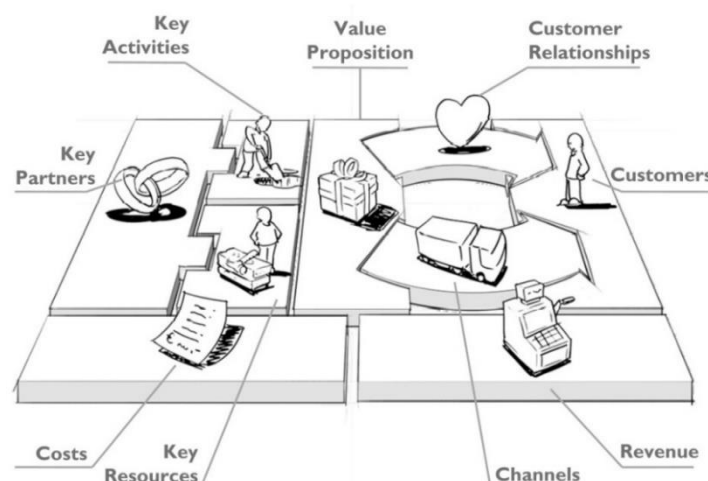 Key
Activities
Value
Proposition
Customer
Relationships
Key
Partners
Customers
Costs
Key
Resources
Channels
Revenue